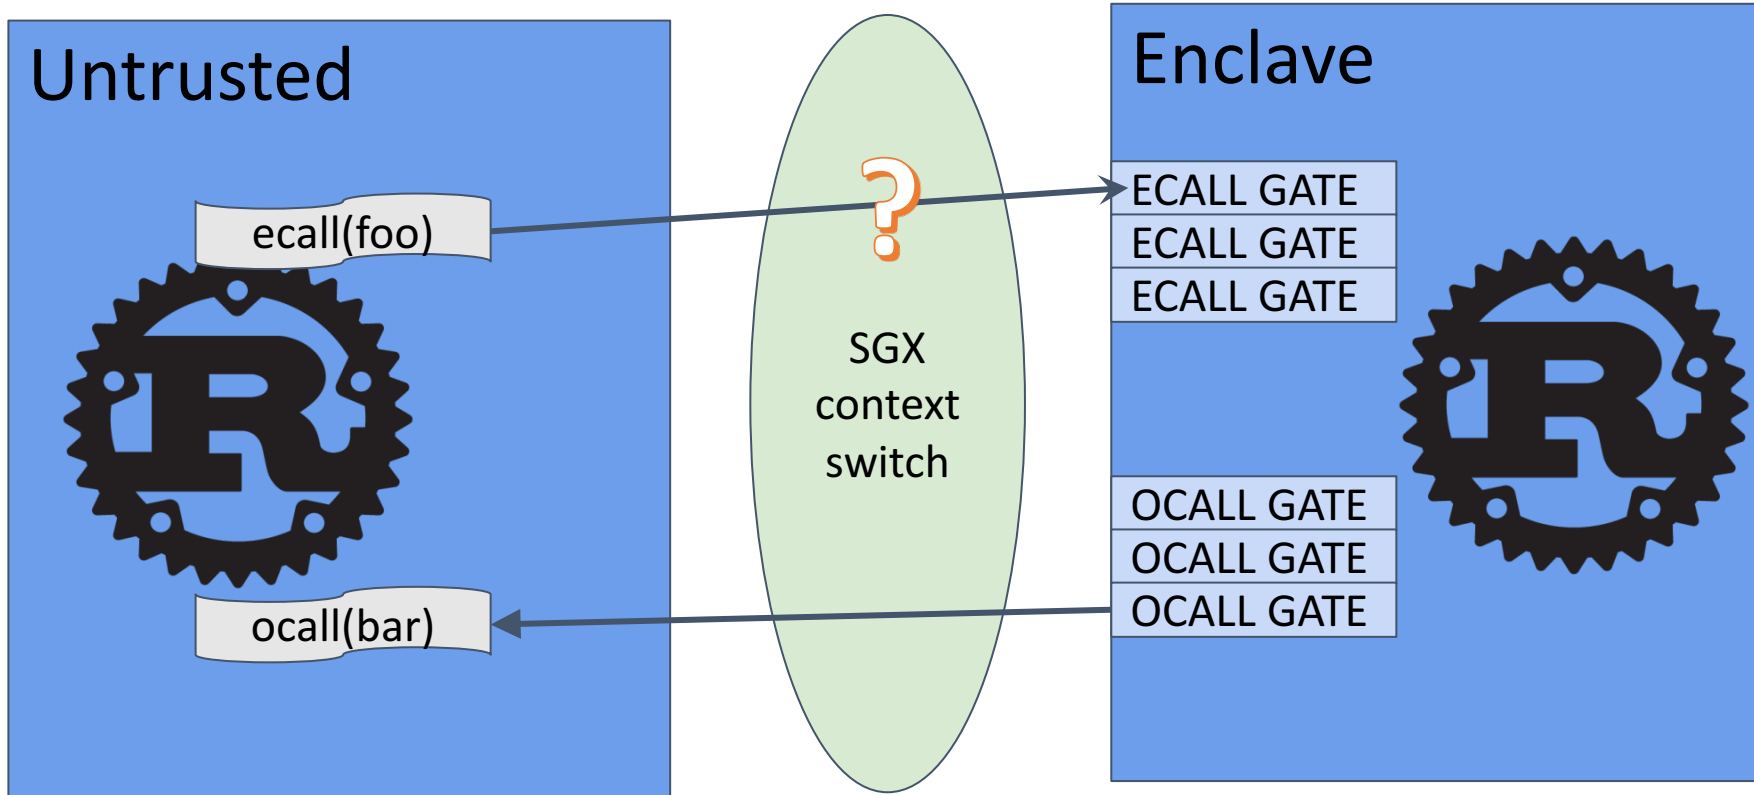 Untrusted
ecall(foo)
ocall(bar)
?
SGX
context
switch
Enclave
ECALL GATE
ECALL GATE
ECALL GATE
OCALL GATE
OCALL GATE
OCALL GATE
R
R